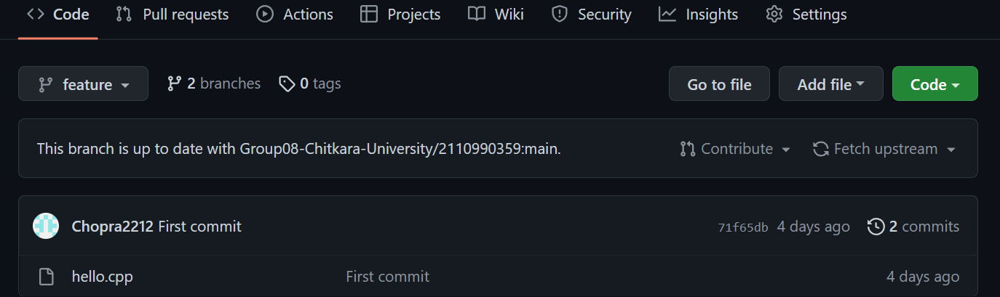 Code Pull requests Actions Projects Wiki Security Insights Settings
feature 2 branches 0 tags Go to file Add file Code
This branch is up to date with Group08-Chitkara-University/2110990359:main. Contribute Fetch upstream
Chopra2212 First commit 71f65db 4 days ago 2 commits
hello.cpp First commit 4 days ago